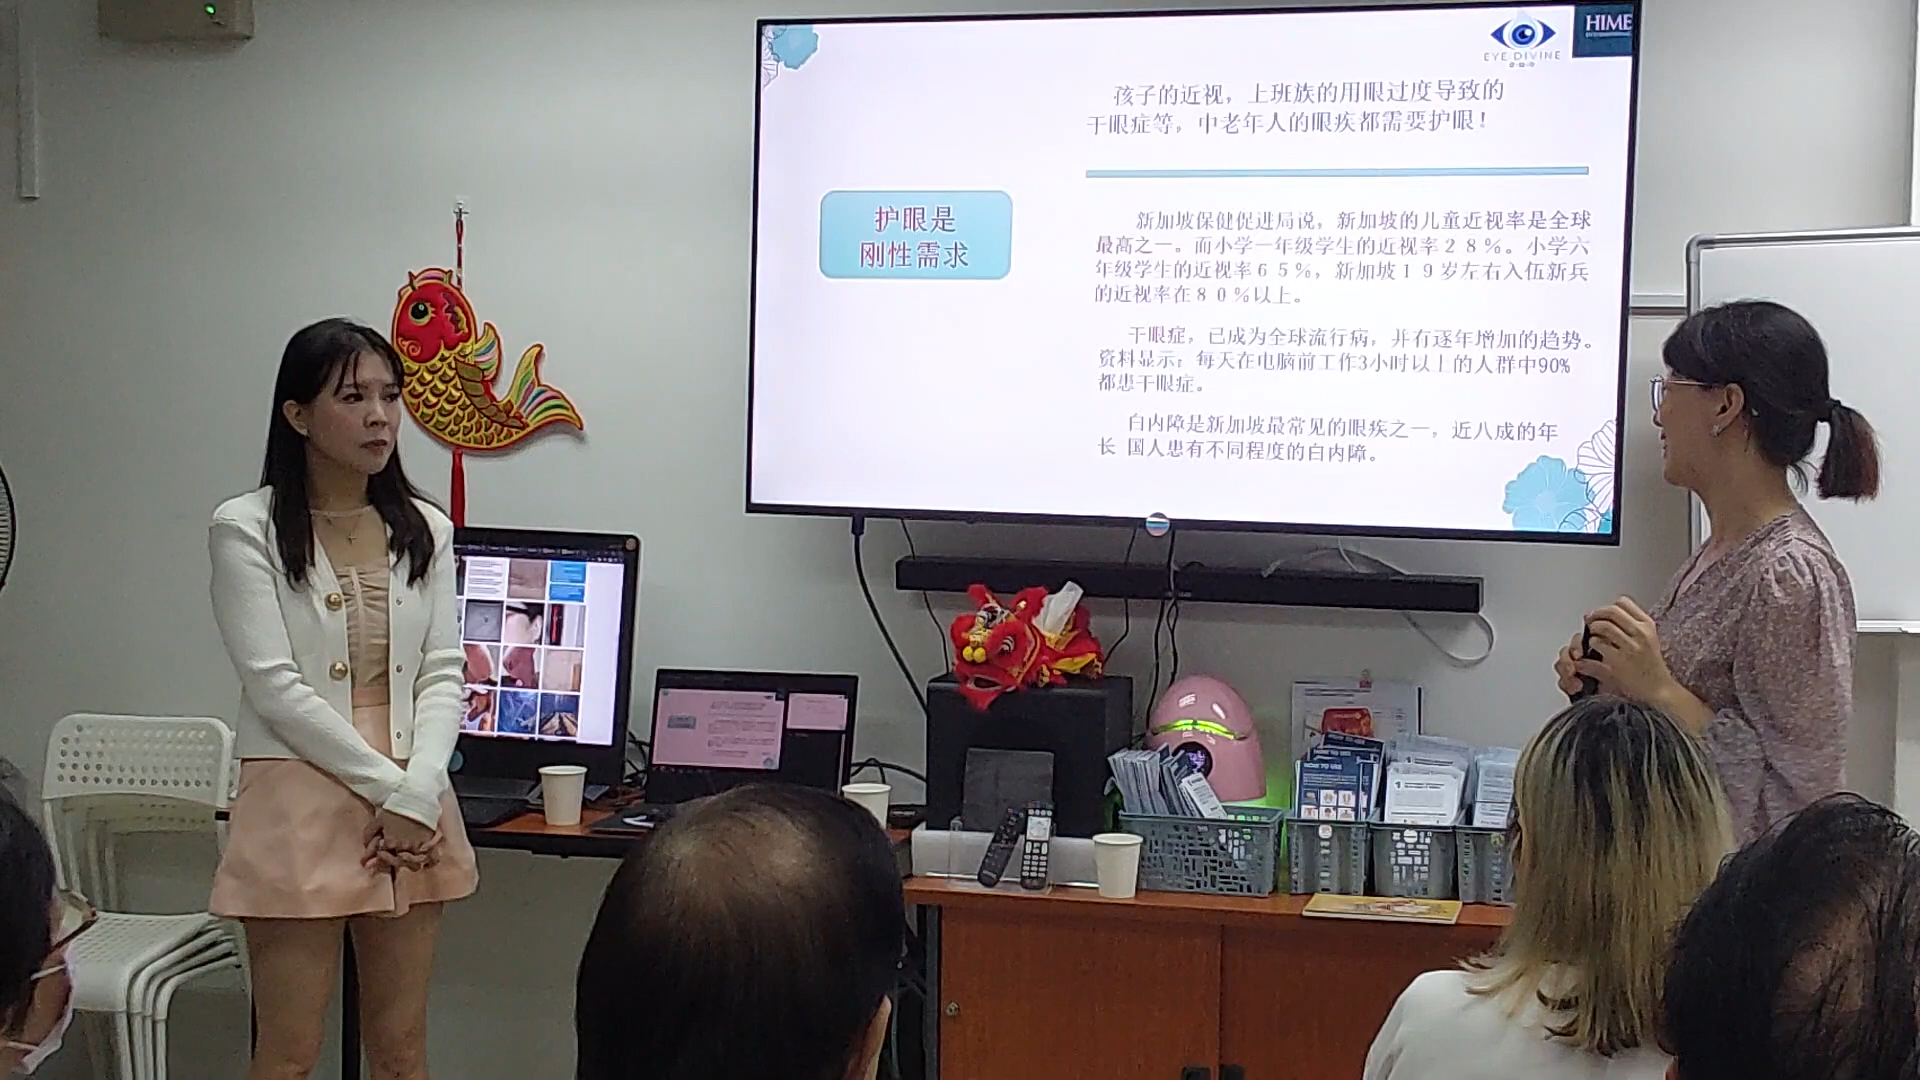 EYE DIVINE
HIME
孩子的近视，上班族的用眼过度导致的
干眼症等，中老年人的眼疾都需要护眼！
护眼是
刚性需求
新加坡保健促进局说，新加坡的儿童近视率是全球
最高之一。而小学一年级学生的近视率２８％。小学六
年级学生的近视率６５％，新加坡１９岁左右入伍新兵
的近视率在８０％以上。
干眼症，已成为全球流行病，并有逐年增加的趋势。
资料显示：每天在电脑前工作3小时以上的人群中90%
都患干眼症。
白内障是新加坡最常见的眼疾之一，近八成的年
长 国人患有不同程度的白内障。
HOW TO USE
1